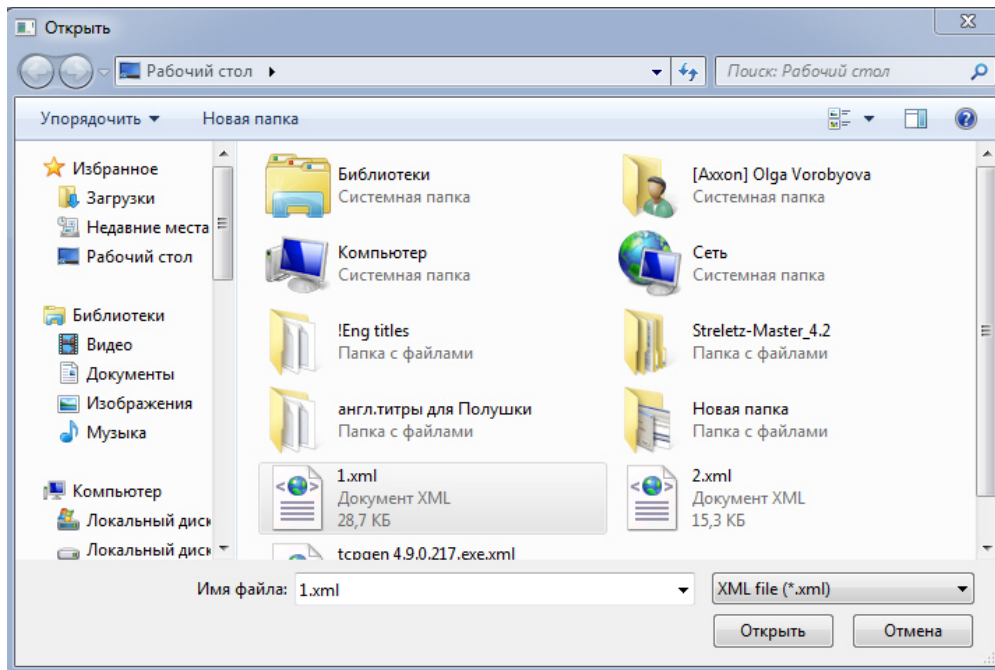 Открыть
Рабочий стол
Поиск: Рабочий стол
Упорядочить
Новая папка
Избранное
Загрузки
Недавние места
Рабочий стол
Библиотеки
Видео
Документы
Изображения
Музыка
Компьютер
Локальный диск
Локальный диск
Библиотеки
Системная папка
[Axxon] Olga Vorobyova
Системная папка
Компьютер
Системная папка
Сеть
Системная папка
!Eng titles
Папка с файлами
Streletz-Master_4.2
Папка с файлами
англ.титры для Полушки
Папка с файлами
Новая папка
Папка с файлами
1.xml
Документ XML
28,7 КБ
2.xml
Документ XML
15,3 КБ
tcpgen 4.9.0.217.exe.xml
Имя файла:
1.xml
XML file (*.xml)
Открыть
Отмена